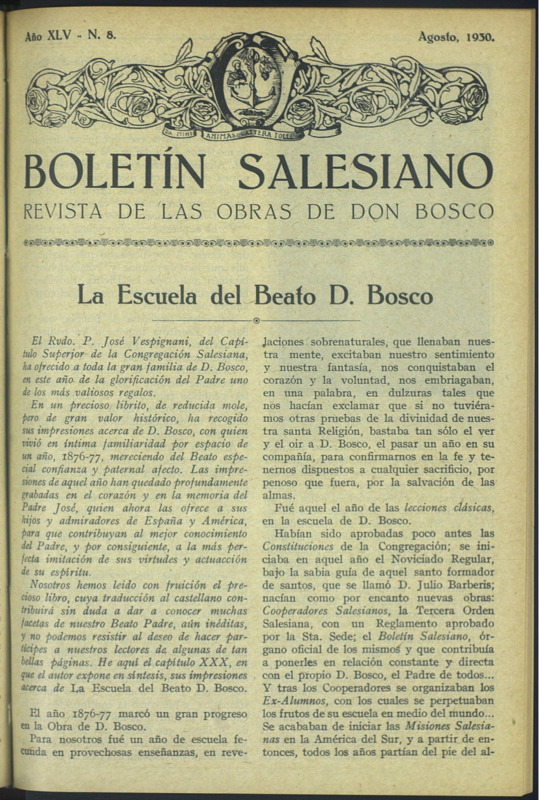 Año XLV - N. 8.
Agosto, 1930.
DA MIHI ANIMAS CÆTERA TOLLE
BOLETÍN SALESIANO
REVISTA DE LAS OBRAS DE DON BOSCO
La Escuela del Beato D. Bosco
El Rvdo. P. José Vespignani, del Capí-
tulo Superior de la Congregación Salesiana,
ha ofrecido a toda la gran familia de D. Bosco,
en este año de la glorificación del Padre uno
de los más valiosos regalos.
En un precioso librito, de reducida mole,
pero de gran valor histórico, ha recogido
sus impresiones acerca de D. Bosco, con quien
vivió en íntima familiaridad por espacio de
un año, 1876-77, mereciendo del Beato espe-
cial confianza y paternal afecto. Las impre-
siones de aquel año han quedado profundamente
grabadas en el corazón y en la memoria del
Padre José, quien ahora las ofrece a sus
hijos y admiradores de España y América,
para que contribuyan al mejor conocimiento
del Padre, y por consiguiente, a la más per-
fecta imitación de sus virtudes y actuacción
de su espíritu.
Nosotros hemos leido con fruición el pre-
cioso libro, cuya traducción al castellano con-
tribuirá sin duda a dar a conocer muchas
facetas de nuestro Beato Padre, aún inéditas,
y no podemos resistir al deseo de hacer par-
tícipes a nuestros lectores de algunas de tan
bellas páginas. He aquí el capítulo XXX, en
que el autor expone en síntesis, sus impresiones
acerca de La Escuela del Beato D. Bosco.
El año 1876-77 marcó un gran progreso
en la Obra de D. Bosco.
Para nosotros fué un año de escuela fe-
cunda en provechosas enseñanzas, en reve-
laciones sobrenaturales, que llenaban nues-
tra mente, excitaban nuestro sentimiento
y nuestra fantasía, nos conquistaban el
corazón y la voluntad, nos embriagaban,
en una palabra, en dulzuras tales que
nos hacían exclamar que si no tuviéra-
mos otras pruebas de la divinidad de nues-
tra santa Religión, bastaba tan sólo el ver
y el oir a D. Bosco, el pasar un año en su
compañía, para confirmarnos en la fe y te-
nernos dispuestos a cualquier sacrificio, por
penoso que fuera, por la salvación de las
almas.
Fué aquel el año de las lecciones clásicas,
en la escuela de D. Bosco.
Habían sido aprobadas poco antes las
Constituciones de la Congregación; se ini-
ciaba en aquel año el Noviciado Regular,
bajo la sabia guía de aquel santo formador
de santos, que se llamó D. Julio Barberis;
nacían como por encanto nuevas obras:
Cooperadores Salesianos, la Tercera Orden
Salesiana, con un Reglamento aprobado
por la Sta. Sede; el Boletín Salesiano, ór-
gano oficial de los mismos y que contribuía
a ponerles en relación constante y directa
con el propio D. Bosco, el Padre de todos...
Y tras los Cooperadores se organizaban los
Ex-Alumnos, con los cuales se perpetuaban
los frutos de su escuela en medio del mundo...
Se acababan de iniciar las Misiones Salesia-
nas en la América del Sur, y a partir de en-
tonces, todos los años partían del pie del al-